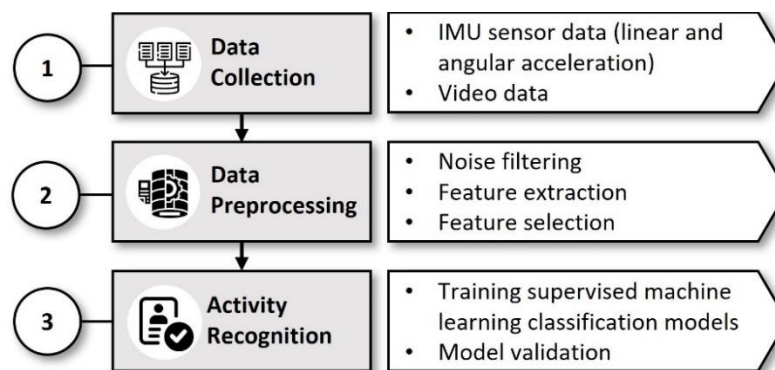 1
Data
Collection
• IMU sensor data (linear and
angular acceleration)
• Video data
2
Data
Preprocessing
• Noise filtering
• Feature extraction
• Feature selection
3
Activity
Recognition
• Training supervised machine
learning classification models
• Model validation